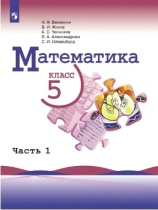 Н. Я. Виленкин
В. И. Жохов
А. С. Чесноков
Л. А. Александрова
С. И. Шварцбурд
Математика
КЛАСС
5
Часть 1